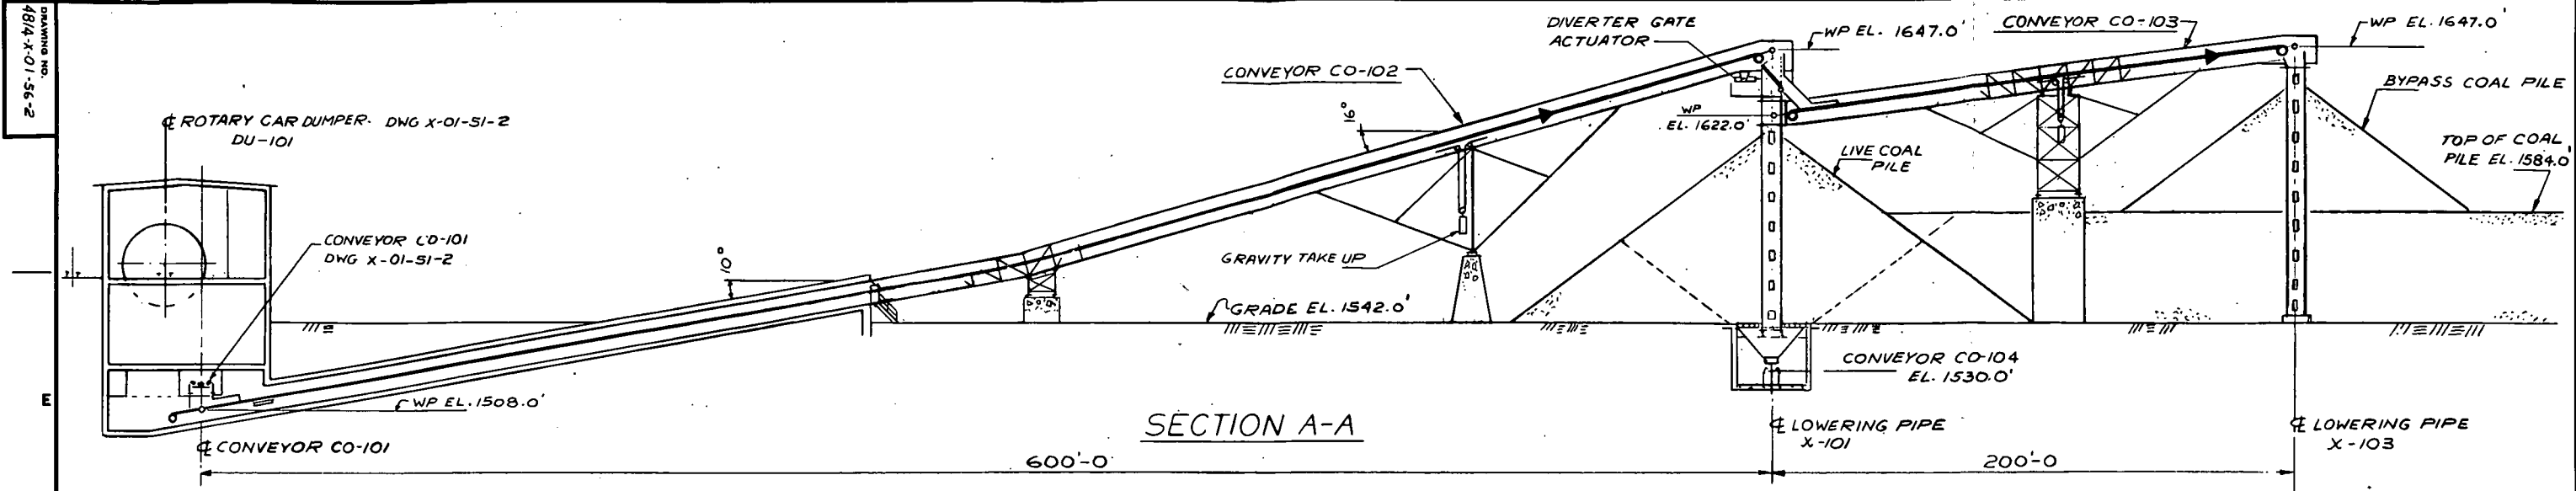 DRAWING NO.
4814-X-01-56-2
℄ ROTARY CAR DUMPER. DWG X-01-51-2
DU-101
CONVEYOR CO-101
DWG X-01-51-2
WP EL. 1508.0'
℄ CONVEYOR CO-101
E
10°
GRADE EL. 1542.0'
CONVEYOR CO-102
16°
GRAVITY TAKE UP
DIVERTER GATE
ACTUATOR
WP EL. 1647.0'
WP
EL. 1622.0'
LIVE COAL
PILE
CONVEYOR CO-103
WP EL. 1647.0'
BYPASS COAL PILE
TOP OF COAL
PILE EL. 1584.0'
CONVEYOR CO-104
EL. 1530.0'
℄ LOWERING PIPE
X-101
℄ LOWERING PIPE
X-103
SECTION A-A
600'-0
200'-0